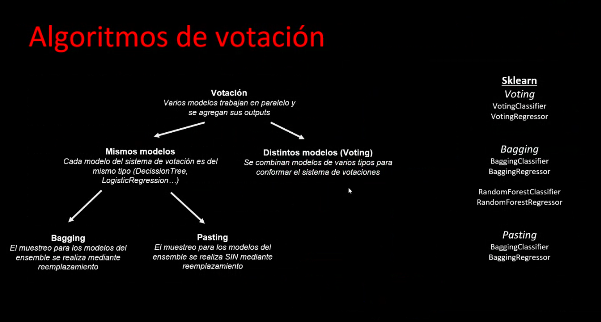 Algoritmos de votación
Votación
Varios modelos trabajan en paralelo y
se agregan sus outputs
Mismos modelos
Cada modelo del sistema de votación es del
mismo tipo (DecissionTree,
LogisticRegression…)
Distintos modelos (Voting)
Se combinan modelos de varios tipos para
conformar el sistema de votaciones
Bagging
El muestreo para los modelos del
ensemble se realiza mediante
reemplazamiento
Pasting
El muestreo para los modelos del
ensemble se realiza SIN mediante
reemplazamiento
Sklearn
Voting
VotingClassifier
VotingRegressor
Bagging
BaggingClassifier
BaggingRegressor
RandomForestClassifier
RandomForestRegressor
Pasting
BaggingClassifier
BaggingRegressor